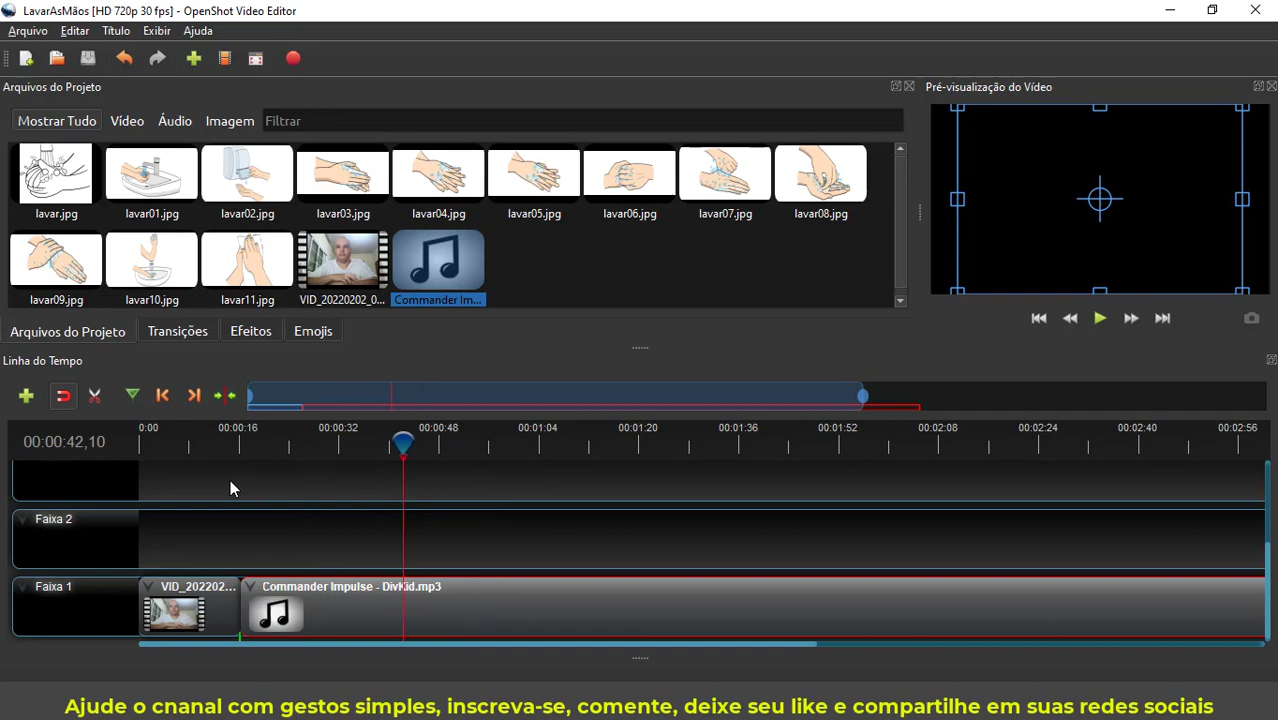 LavarAsMãos [HD 720p 30 fps] - OpenShot Video Editor
Arquivo Editar Título Exibir Ajuda
Arquivos do Projeto
Pré-visualização do Vídeo
Mostrar Tudo Vídeo Áudio Imagem Filtrar
lavar.jpg lavar01.jpg lavar02.jpg lavar03.jpg lavar04.jpg lavar05.jpg lavar06.jpg lavar07.jpg lavar08.jpg
lavar09.jpg lavar10.jpg lavar11.jpg VID_20220202_0... Commander Im...
Arquivos do Projeto Transições Efeitos Emojis
Linha do Tempo
00:00:42,10
0:00 00:00:16 00:00:32 00:00:48 00:01:04 00:01:20 00:01:36 00:01:52 00:02:08 00:02:24 00:02:40 00:02:56
Faixa 2
Faixa 1
VID_202202... Commander Impulse - DivKid.mp3
Ajude o cnanal com gestos simples, inscreva-se, comente, deixe seu like e compartilhe em suas redes sociais